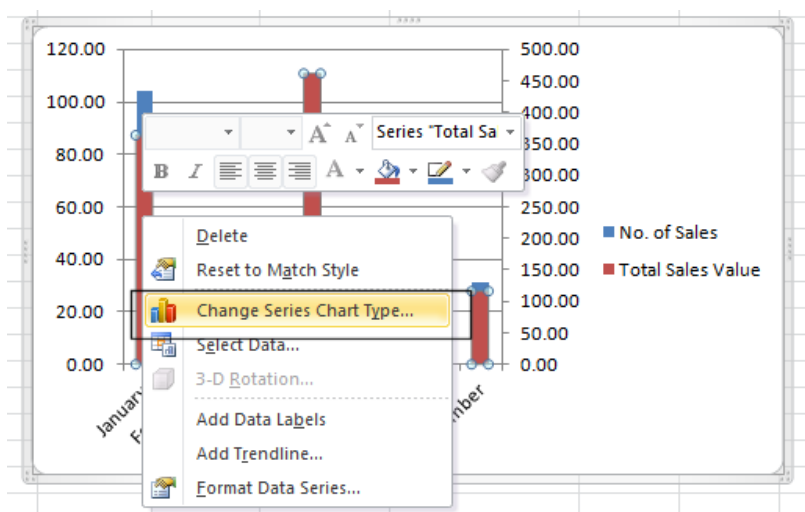 120.00
500.00
450.00
100.00
400.00
Series "Total Sa
350.00
80.00
B I A
300.00
60.00
250.00
Delete
200.00
No. of Sales
40.00
Reset to Match Style
150.00
Total Sales Value
20.00
Change Series Chart Type...
100.00
Select Data...
50.00
0.00
3-D Rotation...
0.00
January
mber
Add Data Labels
Add Trendline...
Format Data Series...